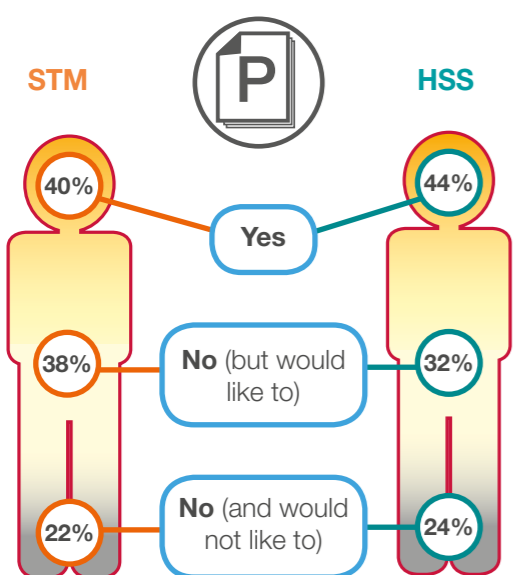 STM
P
HSS
40%
Yes
44%
38%
No (but would
like to)
32%
22%
No (and would
not like to)
24%